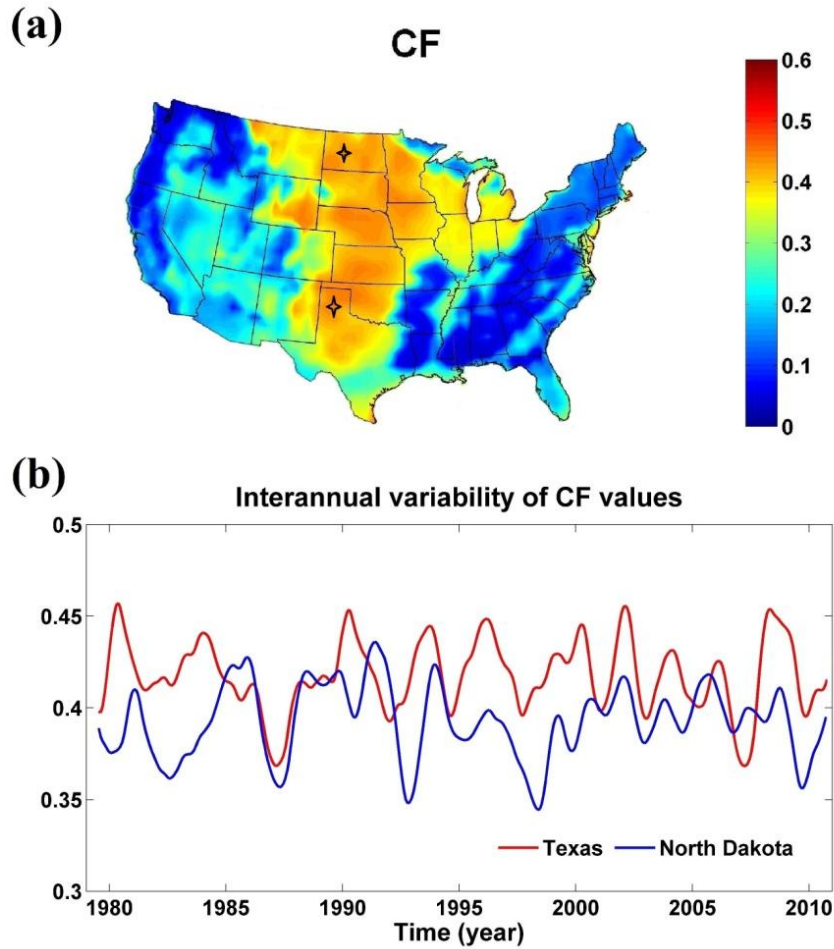 (a)
CF
0.6
0.5
0.4
0.3
0.2
0.1
0
(b)
Interannual variability of CF values
0.5
0.45
0.4
0.35
0.3
Texas North Dakota
1980 1985 1990 1995 2000 2005 2010
Time (year)